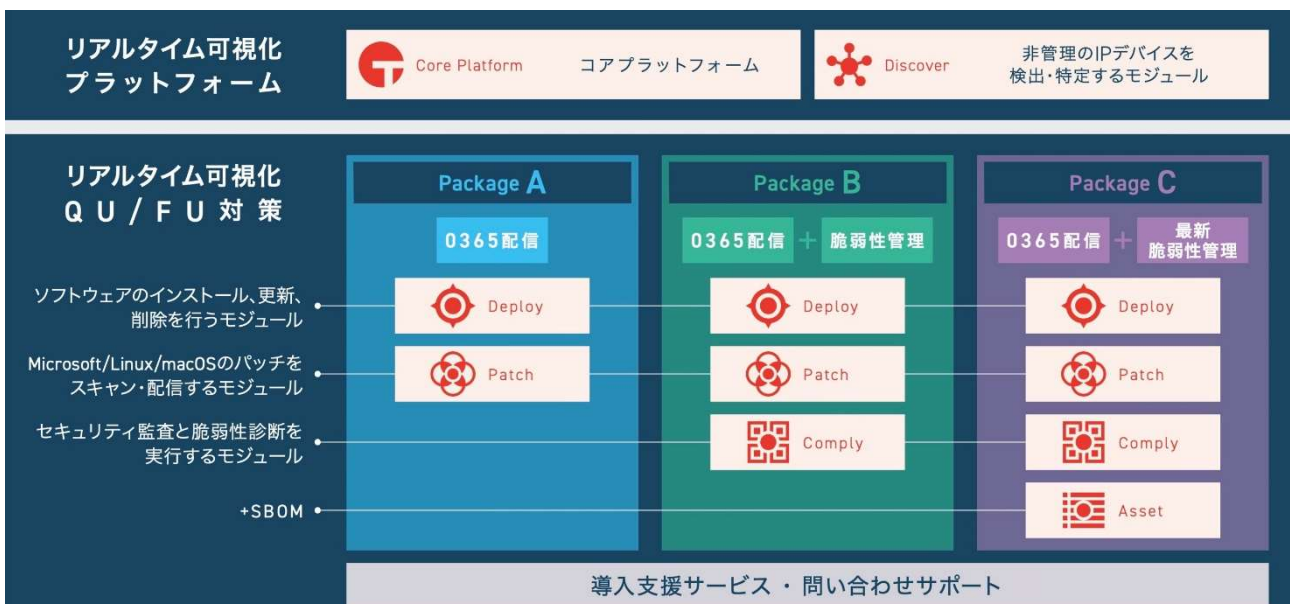 リアルタイム可視化
プラットフォーム
Core Platform コアプラットフォーム
Discover
非管理のIPデバイスを
検出・特定するモジュール
リアルタイム可視化
QU/FU対策
Package A
Package B
Package C
O365配信
O365配信 + 脆弱性管理
O365配信 + 最新
脆弱性管理
ソフトウェアのインストール、更新、
削除を行うモジュール
Deploy
Deploy
Deploy
Microsoft/Linux/macOSのパッチを
スキャン・配信するモジュール
Patch
Patch
Patch
セキュリティ監査と脆弱性診断を
実行するモジュール
Comply
Comply
+SBOM
Asset
導入支援サービス・問い合わせサポート